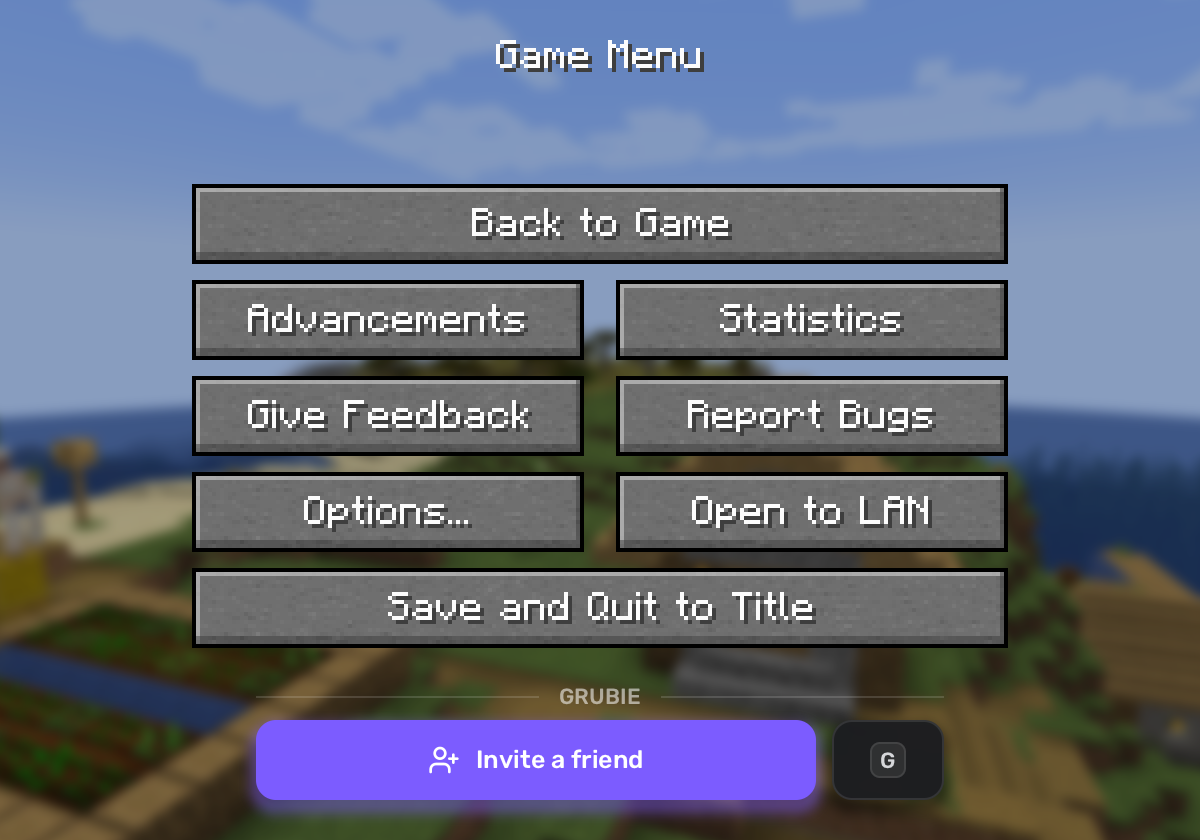 Game Menu
Back to Game
Advancements
Statistics
Give Feedback
Report Bugs
Options...
Open to LAN
Save and Quit to Title
GRUBIE
Invite a friend
G